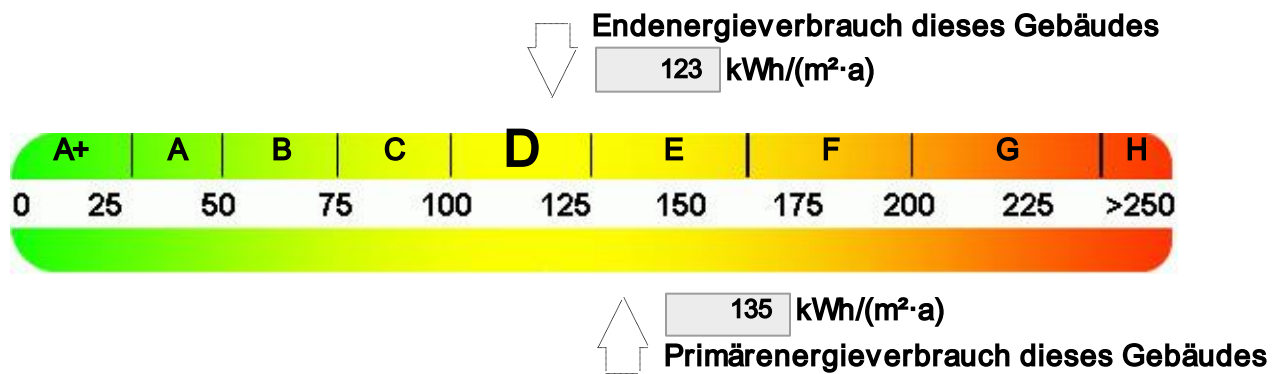 Endenergieverbrauch dieses Gebäudes
123 kWh/(m²·a)
A+ A B C D E F G H
0 25 50 75 100 125 150 175 200 225 >250
135 kWh/(m²·a)
Primärenergieverbrauch dieses Gebäudes